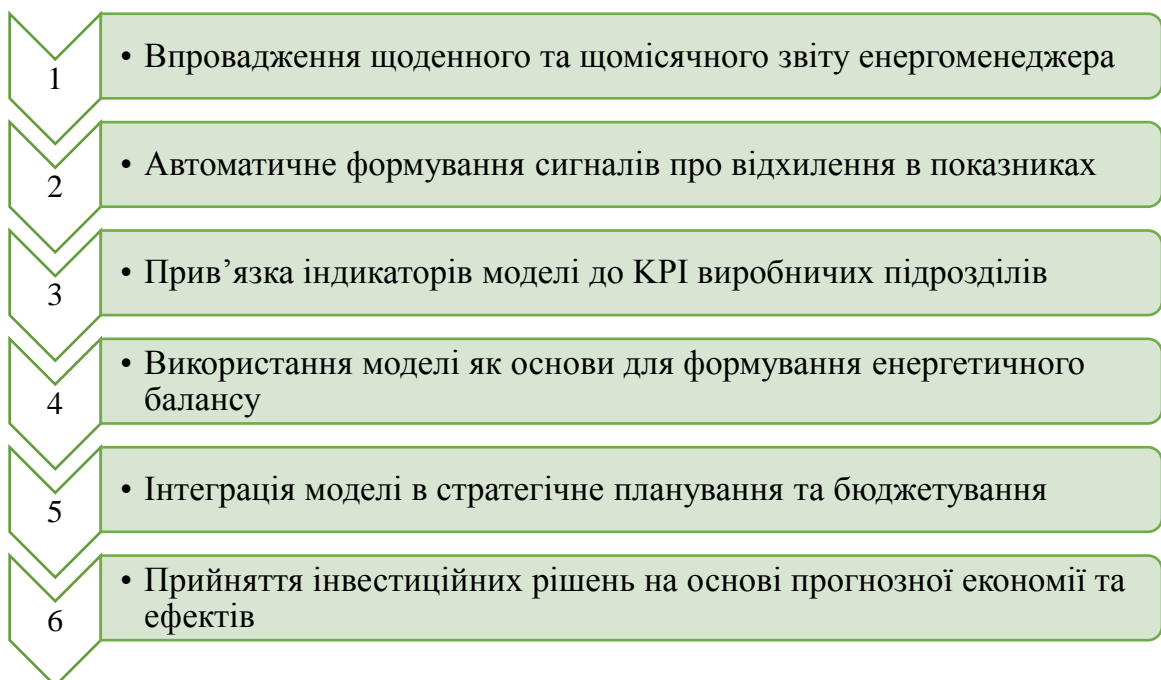 1
• Впровадження щоденного та щомісячного звіту енергоменеджера
2
• Автоматичне формування сигналів про відхилення в показниках
3
• Прив’язка індикаторів моделі до KPI виробничих підрозділів
4
• Використання моделі як основи для формування енергетичного
балансу
5
• Інтеграція моделі в стратегічне планування та бюджетування
6
• Прийняття інвестиційних рішень на основі прогнозної економії та
ефектів